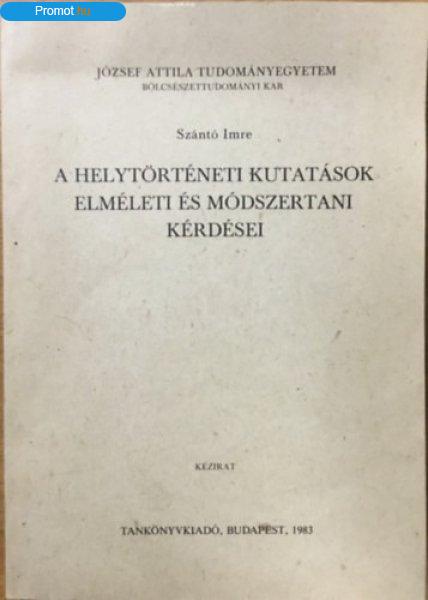 Promot.hu
JÓZSEF ATTILA TUDOMÁNYEGYETEM
BÖLCSÉSZETTUDOMÁNYI KAR
Szántó Imre
A HELYTÖRTÉNETI KUTATÁSOK
ELMÉLETI ÉS MÓDSZERTANI
KÉRDÉSEI
KÉZIRAT
TANKÖNYVKIADÓ, BUDAPEST, 1983